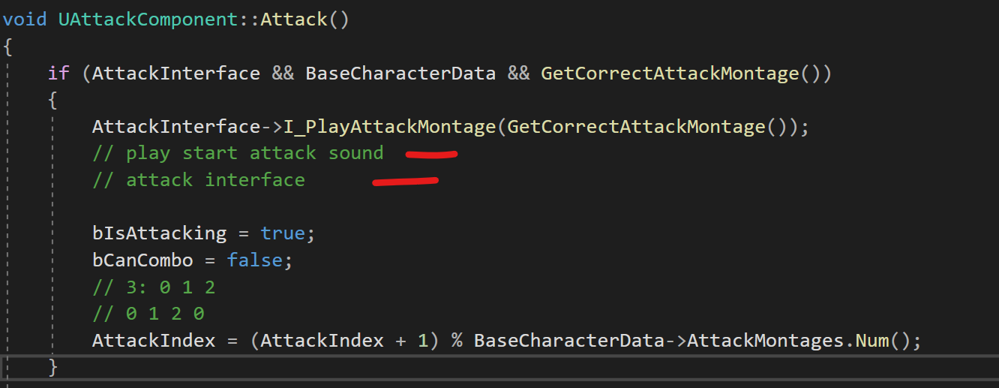 void UAttackComponent::Attack()
{
if (AttackInterface && BaseCharacterData && GetCorrectAttackMontage())
{
AttackInterface->I_PlayAttackMontage(GetCorrectAttackMontage());
// play start attack sound
// attack interface
bIsAttacking = true;
bCanCombo = false;
// 3: 0 1 2
// 0 1 2 0
AttackIndex = (AttackIndex + 1) % BaseCharacterData->AttackMontages.Num();
}